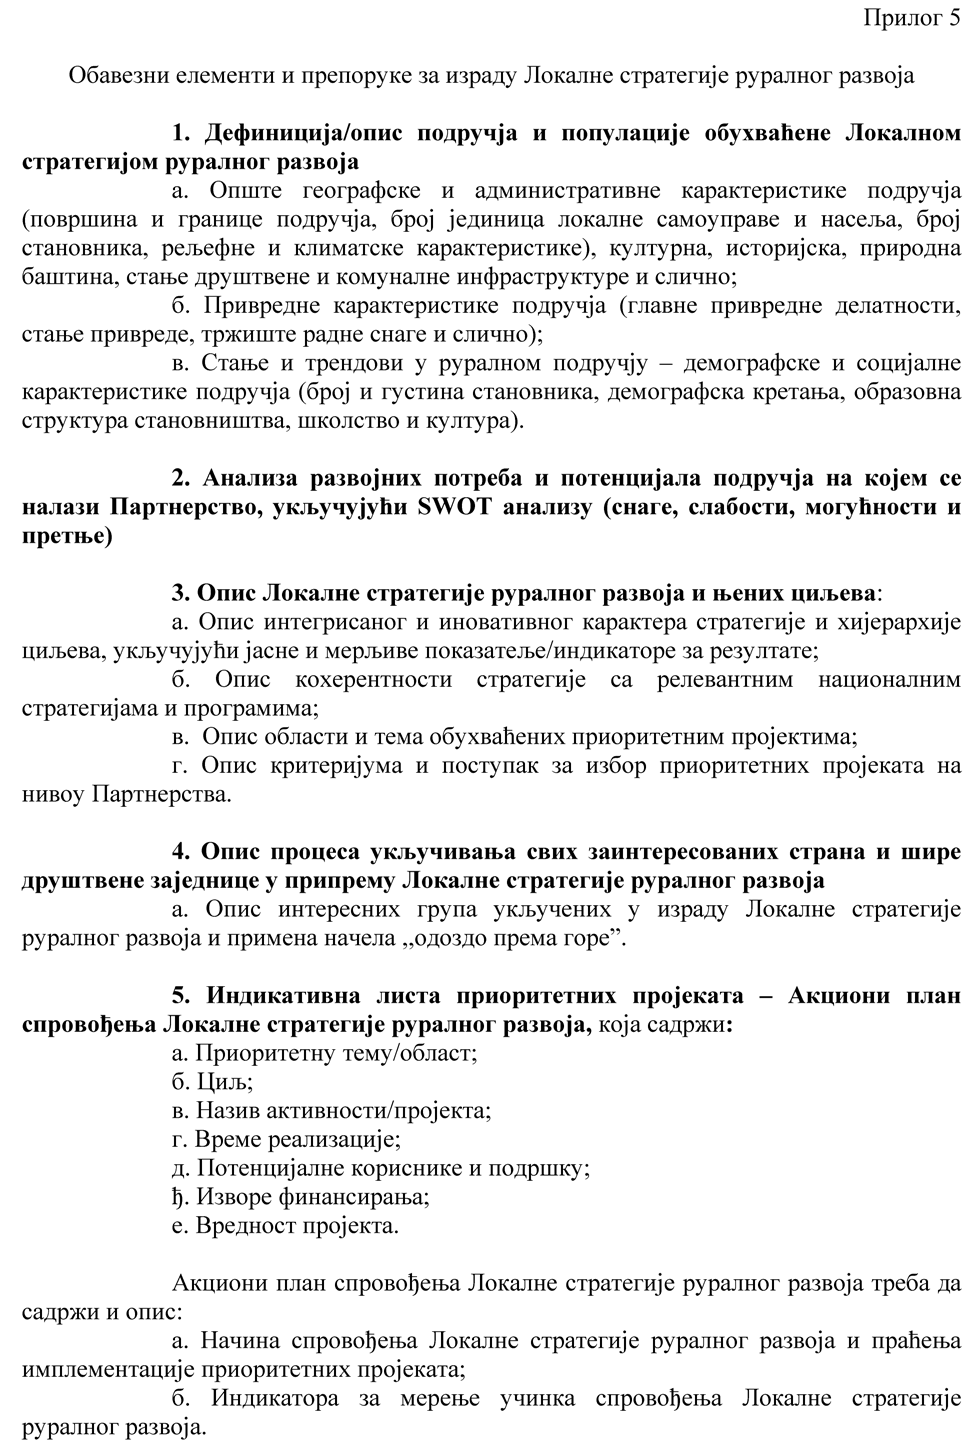 Прилог 5
Обавезни елементи и препоруке за израду Локалне стратегије руралног развоја
1. Дефиниција/опис подручја и популације обухваћене Локалном
стратегијом руралног развоја
а. Опште географске и административне карактеристике подручја
(површина и границе подручја, број јединица локалне самоуправе и насеља, број
становника, рељефне и климатске карактеристике), културна, историјска, природна
баштина, стање друштвене и комуналне инфраструктуре и слично;
б. Привредне карактеристике подручја (главне привредне делатности,
стање привреде, тржиште радне снаге и слично);
в. Стање и трендови у руралном подручју – демографске и социјалне
карактеристике подручја (број и густина становника, демографска кретања, образовна
структура становништва, школство и култура).
2. Анализа развојних потреба и потенцијала подручја на којем се
налази Партнерство, укључујући SWOT анализу (снаге, слабости, могућности и
претње)
3. Опис Локалне стратегије руралног развоја и њених циљева:
а. Опис интегрисаног и иновативног карактера стратегије и хијерархије
циљева, укључујући јасне и мерљиве показатеље/индикаторе за резултате;
б. Опис кохерентности стратегије са релевантним националним
стратегијама и програмима;
в. Опис области и тема обухваћених приоритетним пројектима;
г. Опис критеријума и поступак за избор приоритетних пројеката на
нивоу Партнерства.
4. Опис процеса укључивања свих заинтересованих страна и шире
друштвене заједнице у припрему Локалне стратегије руралног развоја
а. Опис интересних група укључених у израду Локалне стратегије
руралног развоја и примена начела ,,одоздо према горе”.
5. Индикативна листа приоритетних пројеката – Акциони план
спровођења Локалне стратегије руралног развоја, која садржи:
а. Приоритетну тему/област;
б. Циљ;
в. Назив активности/пројекта;
г. Време реализације;
д. Потенцијалне кориснике и подршку;
ђ. Изворе финансирања;
е. Вредност пројекта.
Акциони план спровођења Локалне стратегије руралног развоја треба да
садржи и опис:
а. Начина спровођења Локалне стратегије руралног развоја и праћења
имплементације приоритетних пројеката;
б. Индикатора за мерење учинка спровођења Локалне стратегије
руралног развоја.